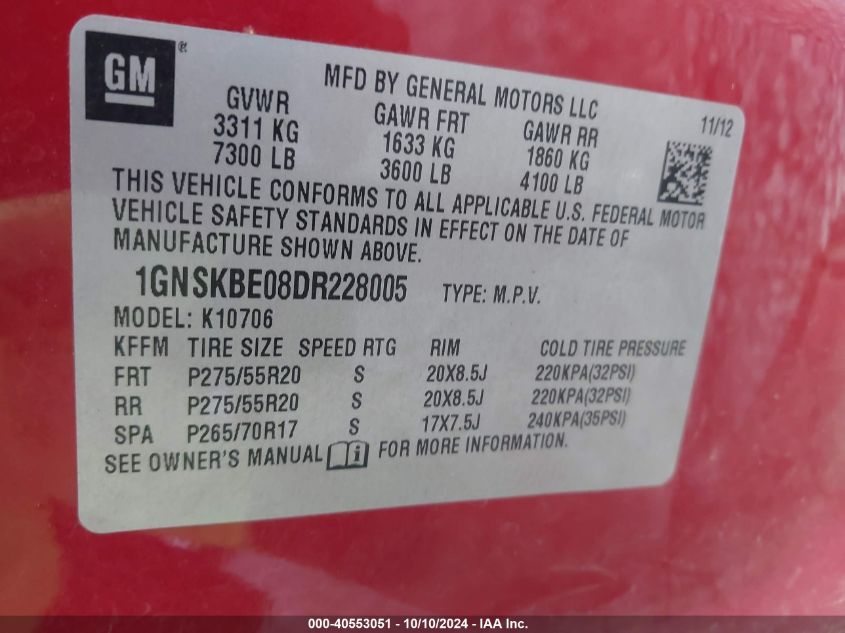 GM ®
MFD BY GENERAL MOTORS LLC
GVWR GAWR FRT GAWR RR 11/12
3311 KG 1633 KG 1860 KG
7300 LB 3600 LB 4100 LB
THIS VEHICLE CONFORMS TO ALL APPLICABLE U.S. FEDERAL MOTOR
VEHICLE SAFETY STANDARDS IN EFFECT ON THE DATE OF
MANUFACTURE SHOWN ABOVE.
1GNSKBE08DR228005 TYPE: M.P.V.
MODEL: K10706
KFFM TIRE SIZE SPEED RTG RIM COLD TIRE PRESSURE
FRT P275/55R20 S 20X8.5J 220KPA(32PSI)
RR P275/55R20 S 20X8.5J 220KPA(32PSI)
SPA P265/70R17 S 17X7.5J 240KPA(35PSI)
SEE OWNER'S MANUAL FOR MORE INFORMATION.
000-40553051 - 10/10/2024 - IAA Inc.